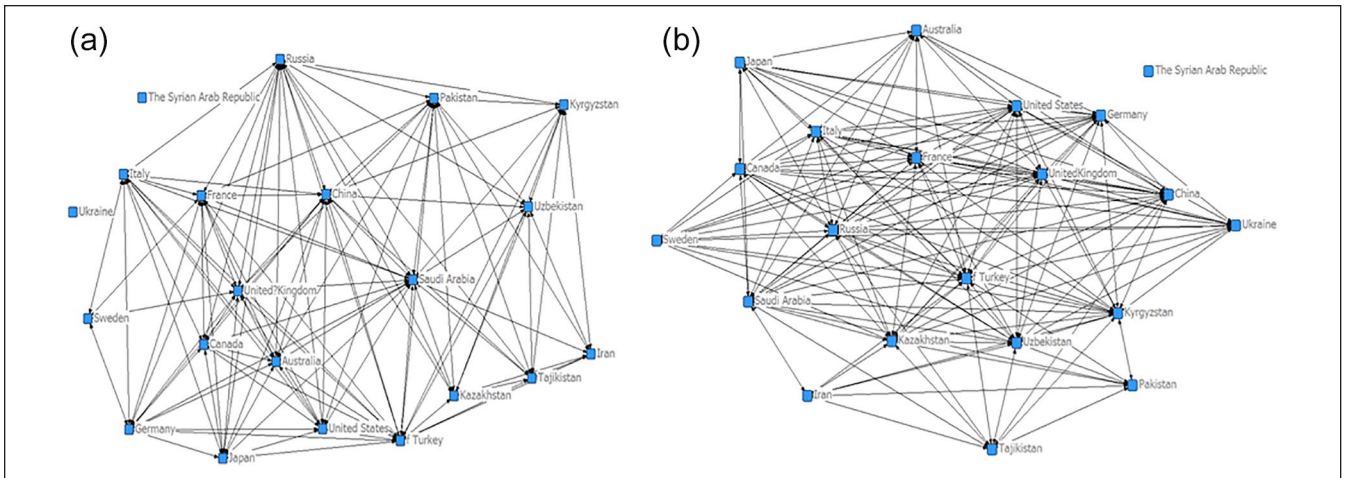 (a)
Russia
The Syrian Arab Republic
Pakistan
Kyrgyzstan
Italy
France
China
Ukraine
Uzbekistan
Saudi Arabia
United?Kingdom
Sweden
Canada
Australia
Iran
Tajikistan
Kazakhstan
Germany
United States
f Turkey
Japan
(b)
Australia
Japan
The Syrian Arab Republic
United States
Germany
Italy
France
Canada
UnitedKingdom
China
Ukraine
Russia
Sweden
Turkey
Saudi Arabia
Kyrgyzstan
Kazakhstan
Uzbekistan
Pakistan
Iran
Tajikistan